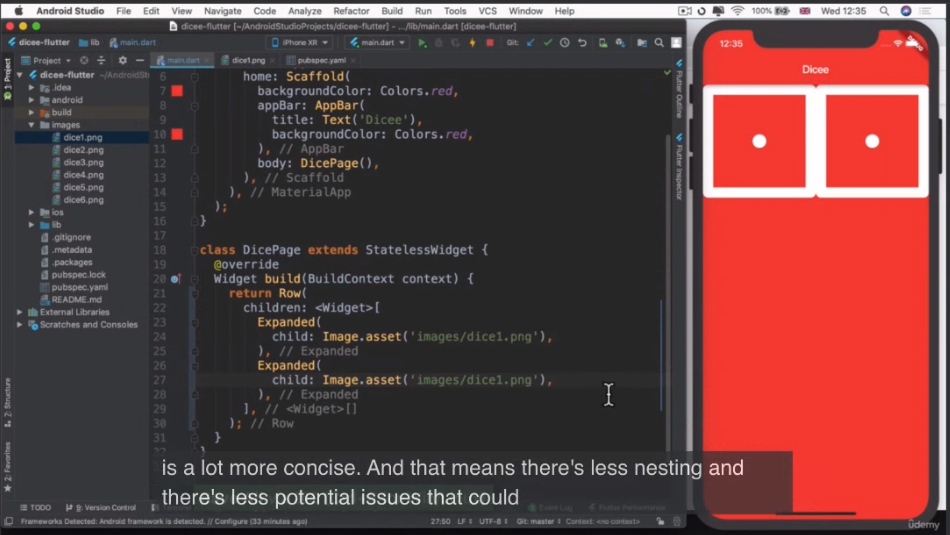 Android Studio File Edit View Navigate Code Analyze Refactor Build Run Tools VCS Window Help 100% Wed 12:35
dicee-flutter [~/AndroidStudioProjects/dicee-flutter] - .../lib/main.dart [dicee-flutter]
dicee-flutter lib main.dart iPhone XR main.dart Git:
Project main.dart dice1.png pubspec.yaml
dicee-flutter ~/AndroidSt
.idea
android
build
images
dice1.png
dice2.png
dice3.png
dice4.png
dice5.png
dice6.png
ios
lib
.gitignore
.metadata
.packages
pubspec.lock
pubspec.yaml
README.md
External Libraries
Scratches and Consoles
1: Project
7: Structure
2: Favorites
6 home: Scaffold(
7 backgroundColor: Colors.red,
8 appBar: AppBar(
9 title: Text('Dicee'),
10 backgroundColor: Colors.red,
11 ), // AppBar
12 body: DicePage(),
13 ), // Scaffold
14 ), // MaterialApp
15 );
16 }
17
18 class DicePage extends StatelessWidget {
19 @override
20 Widget build(BuildContext context) {
21 return Row(
22 children: <Widget>[
23 Expanded(
24 child: Image.asset('images/dice1.png'),
25 ), // Expanded
26 Expanded(
27 child: Image.asset('images/dice1.png'),
28 ), // Expanded
29 ], // <Widget>[]
30 ); // Row
31 }
}
Flutter Outline
Flutter Inspector
12:35
Dicee
is a lot more concise. And that means there's less nesting and
there's less potential issues that could
TODO 9: Version Control Terminal Event Log Flutter Performance
Frameworks Detected: Android framework is detected. // Configure (33 minutes ago) 27:50 LF UTF-8 Git: master Context: <no context>
ûdemy